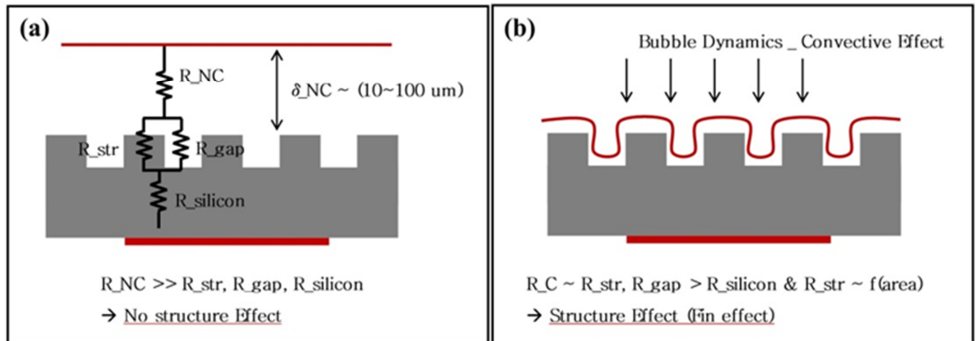 (a)
R_NC
δ_NC ~ (10~100 um)
R_str
R_gap
R_silicon
R_NC >> R_str, R_gap, R_silicon
→ No structure Effect
(b)
Bubble Dynamics _ Convective Effect
R_C ~ R_str, R_gap > R_silicon & R_str ~ f(area)
→ Structure Effect (Fin effect)